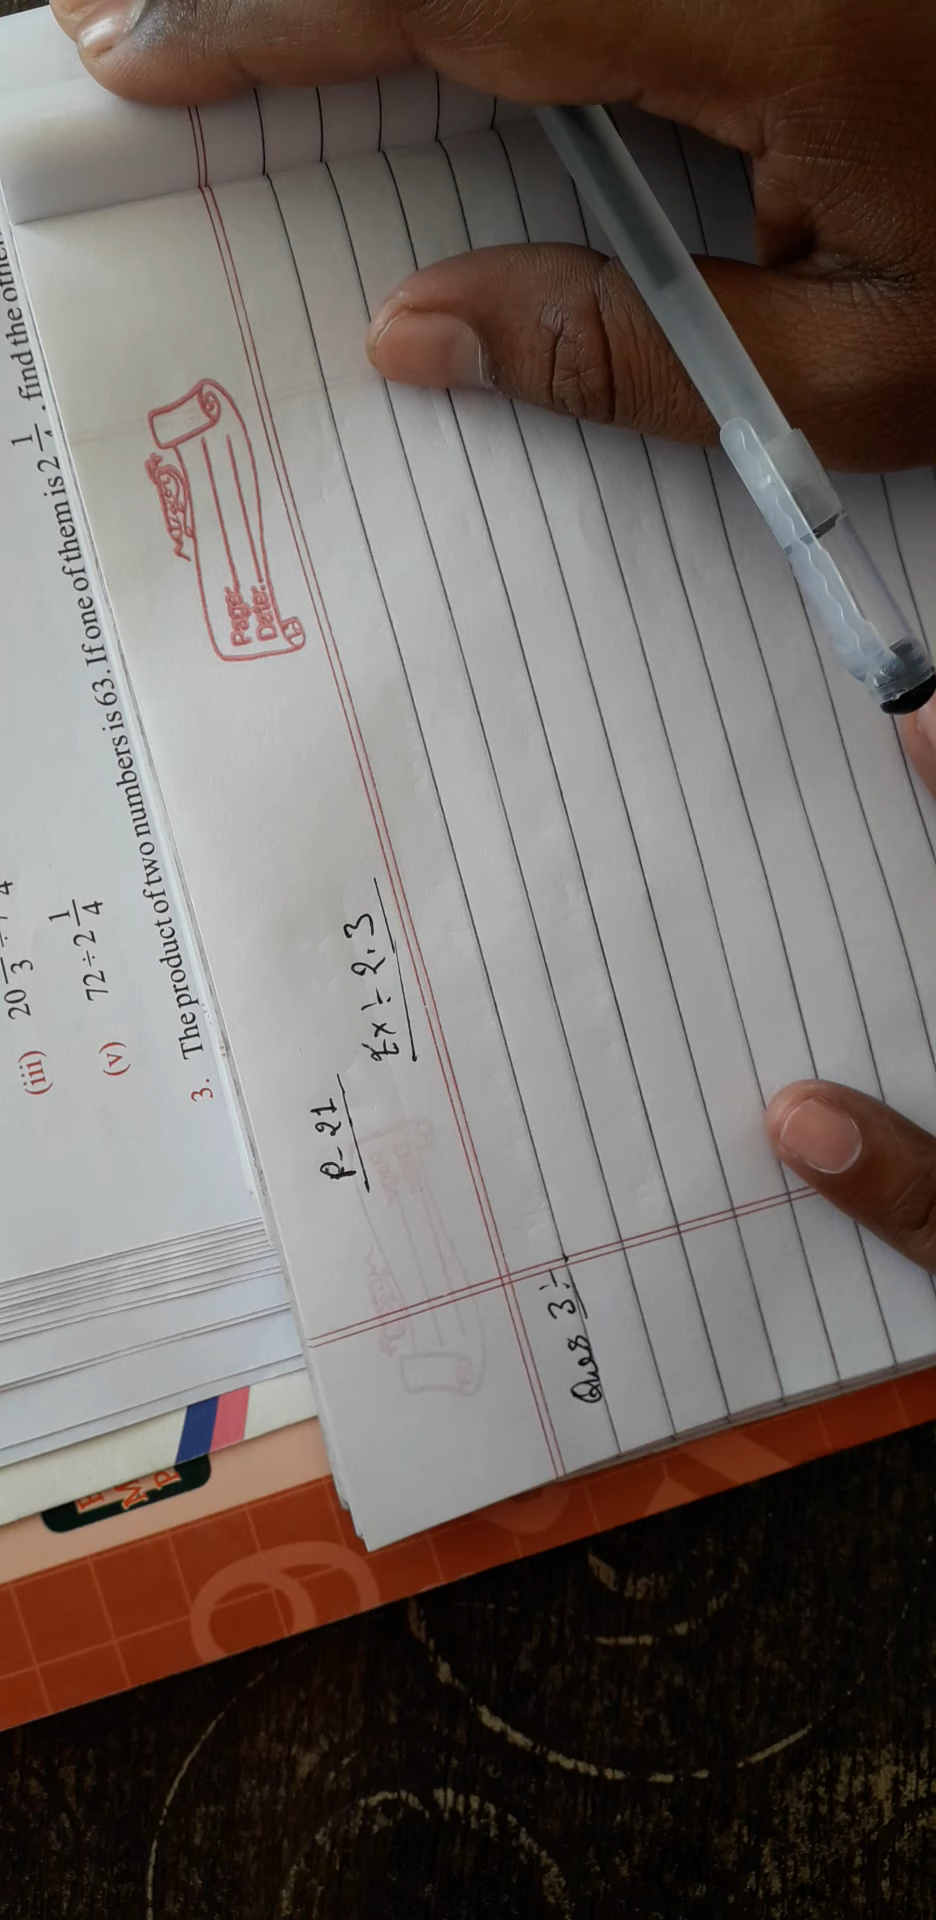 (iii) 20/3 ÷
(v) 72 ÷ 2 1/4
3. The product of two numbers is 63. If one of them is 2 1/4. find the other
Margo
Page:
Date:
P-21
Ex:- 2.3
Ques 3:-